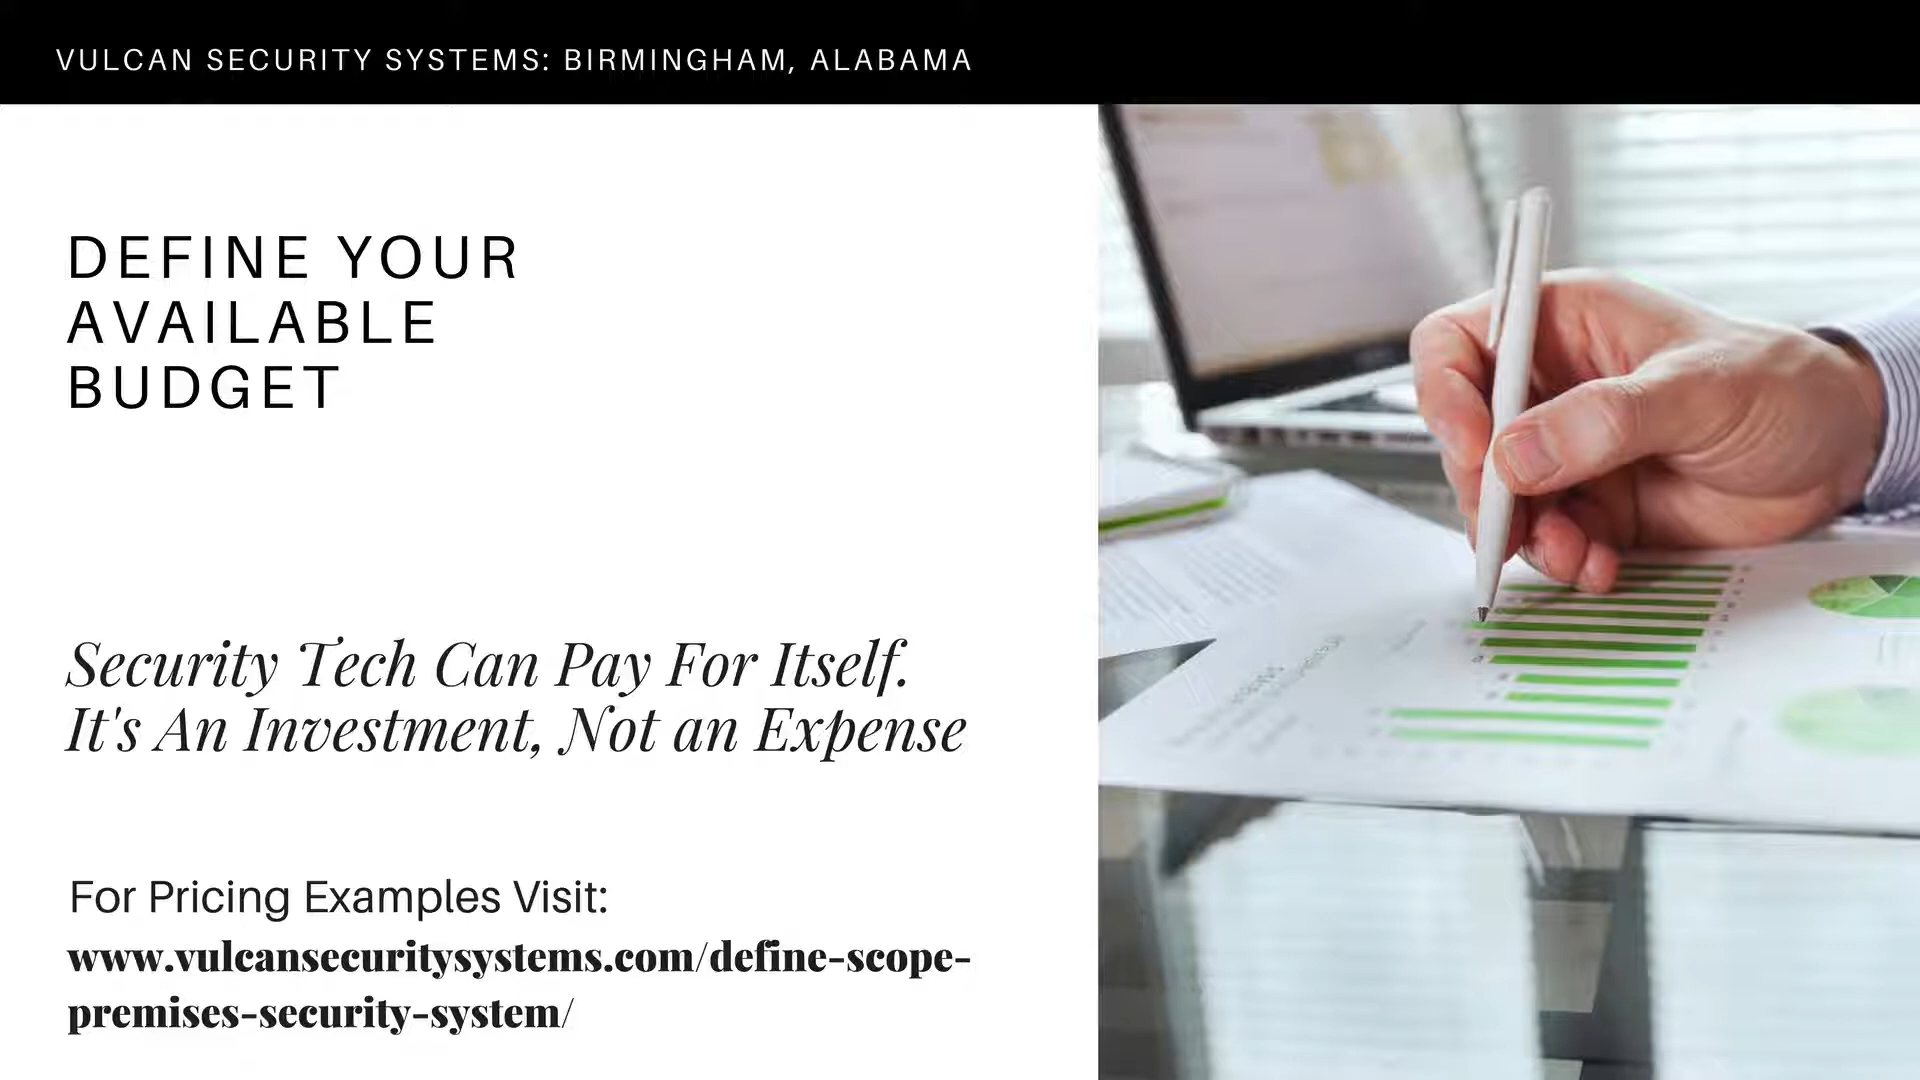 VULCAN SECURITY SYSTEMS: BIRMINGHAM, ALABAMA
DEFINE YOUR
AVAILABLE
BUDGET
Security Tech Can Pay For Itself.
It's An Investment, Not an Expense
For Pricing Examples Visit:
www.vulcansecuritysystems.com/define-scope-
premises-security-system/